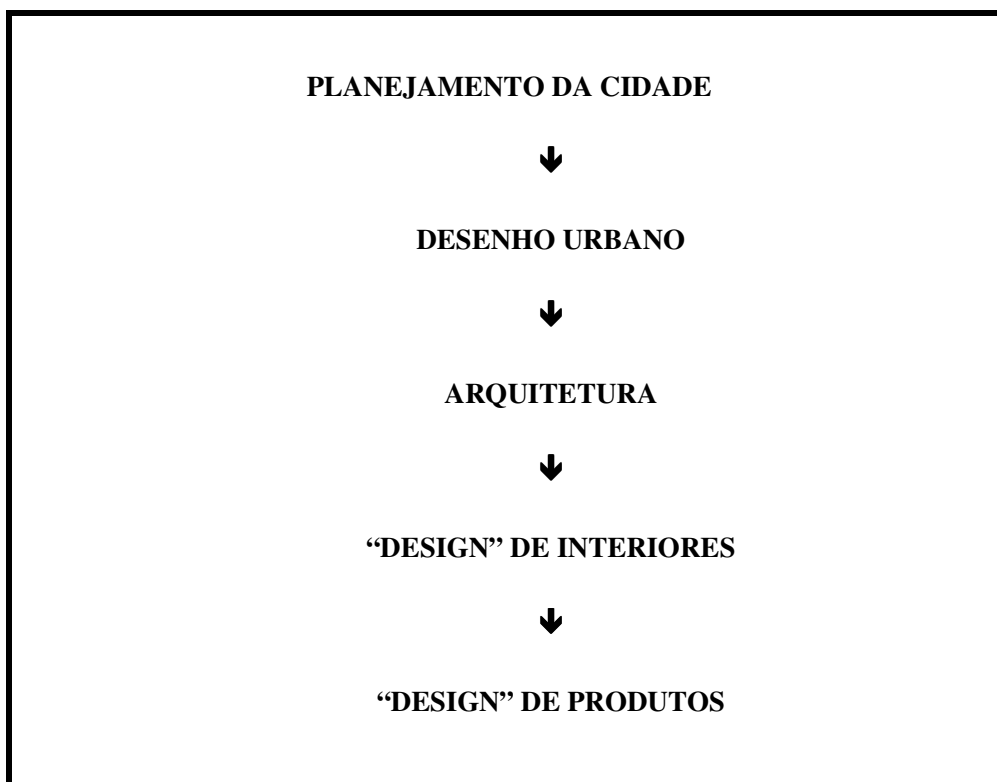 PLANEJAMENTO DA CIDADE
DESENHO URBANO
ARQUITETURA
“DESIGN” DE INTERIORES
“DESIGN” DE PRODUTOS